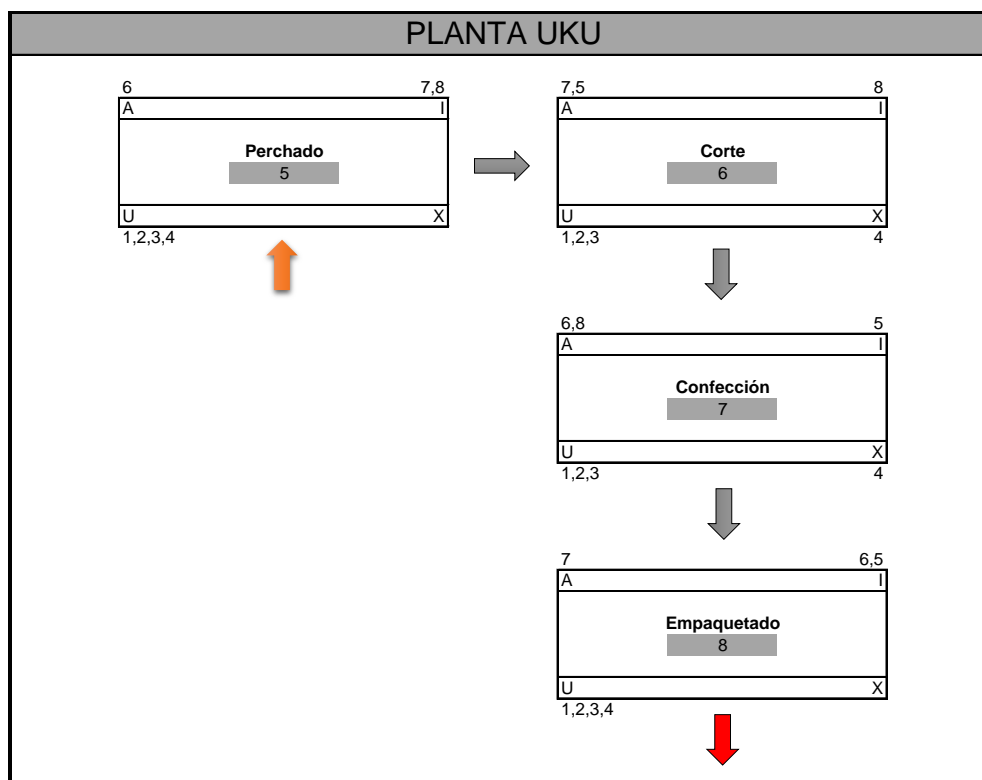 PLANTA UKU
6 7,8
A I
Perchado
5
U X
1,2,3,4
7,5 8
A I
Corte
6
U X
1,2,3 4
6,8 5
A I
Confección
7
U X
1,2,3 4
7 6,5
A I
Empaquetado
8
U X
1,2,3,4